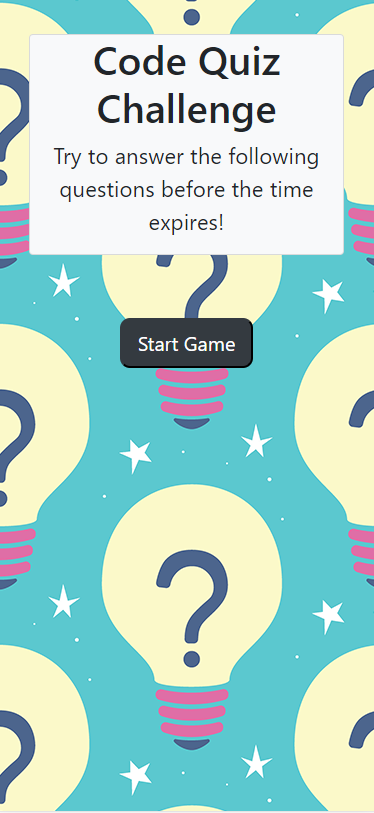 Code Quiz
Challenge
Try to answer the following
questions before the time
expires!
Start Game